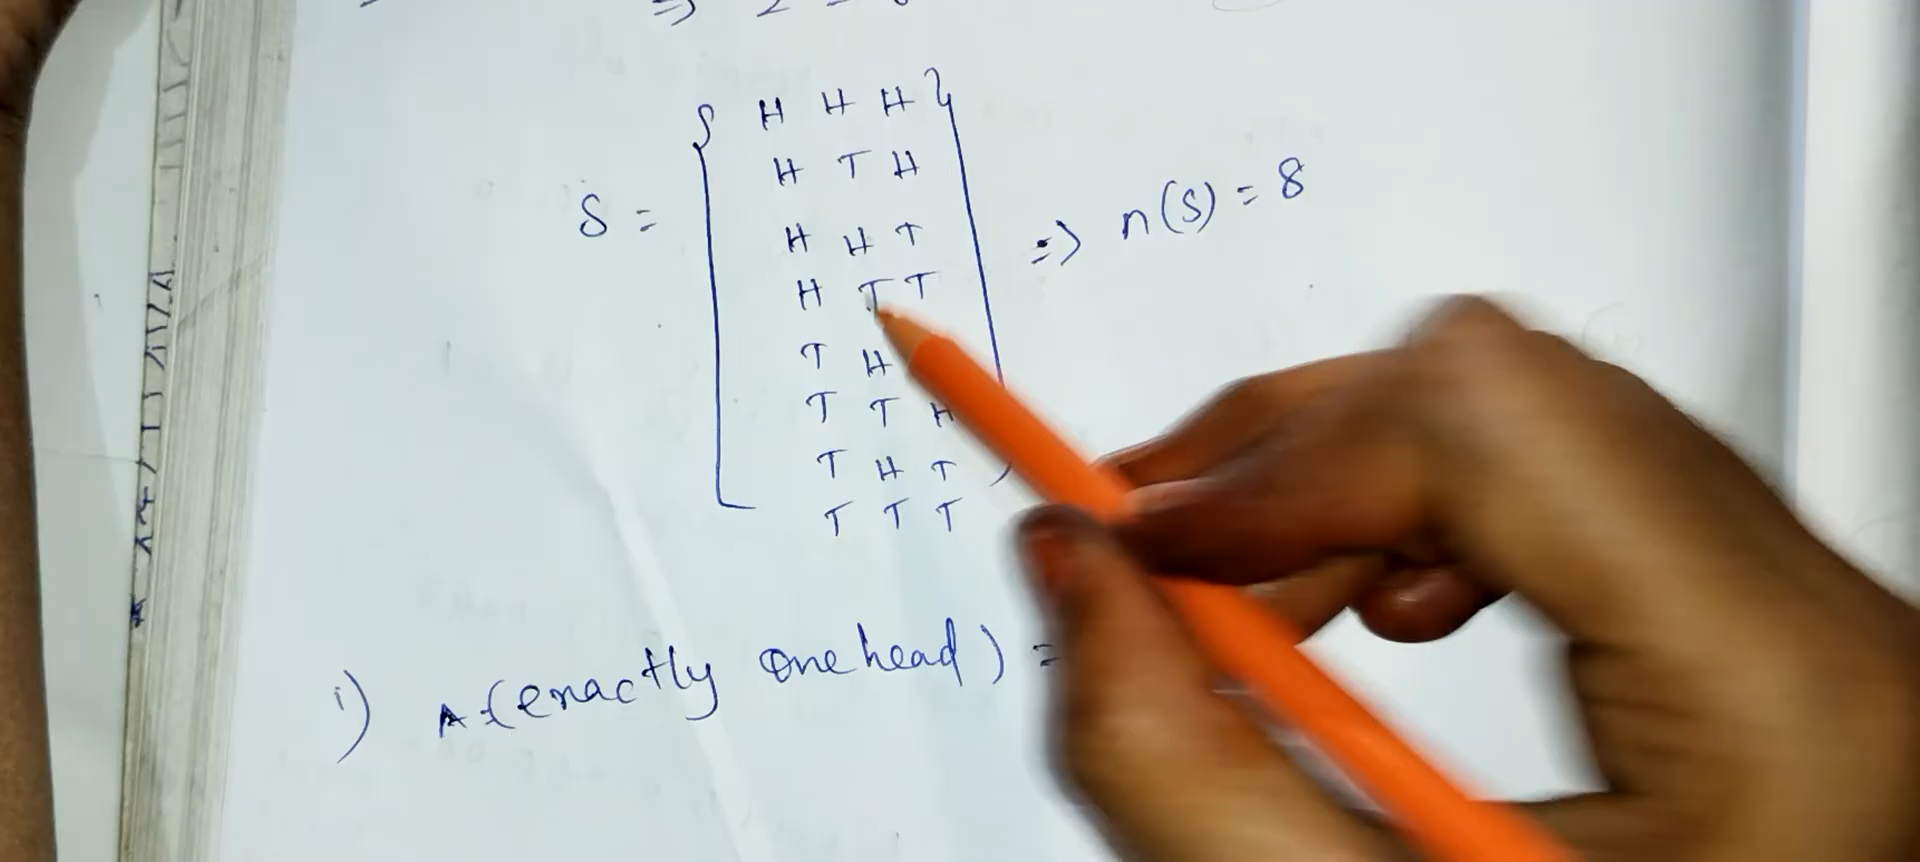 H H H
H T H
S = H H T => n(S) = 8
H T T
T H
T T H
T H T
T T T
i) A (exactly one head) =